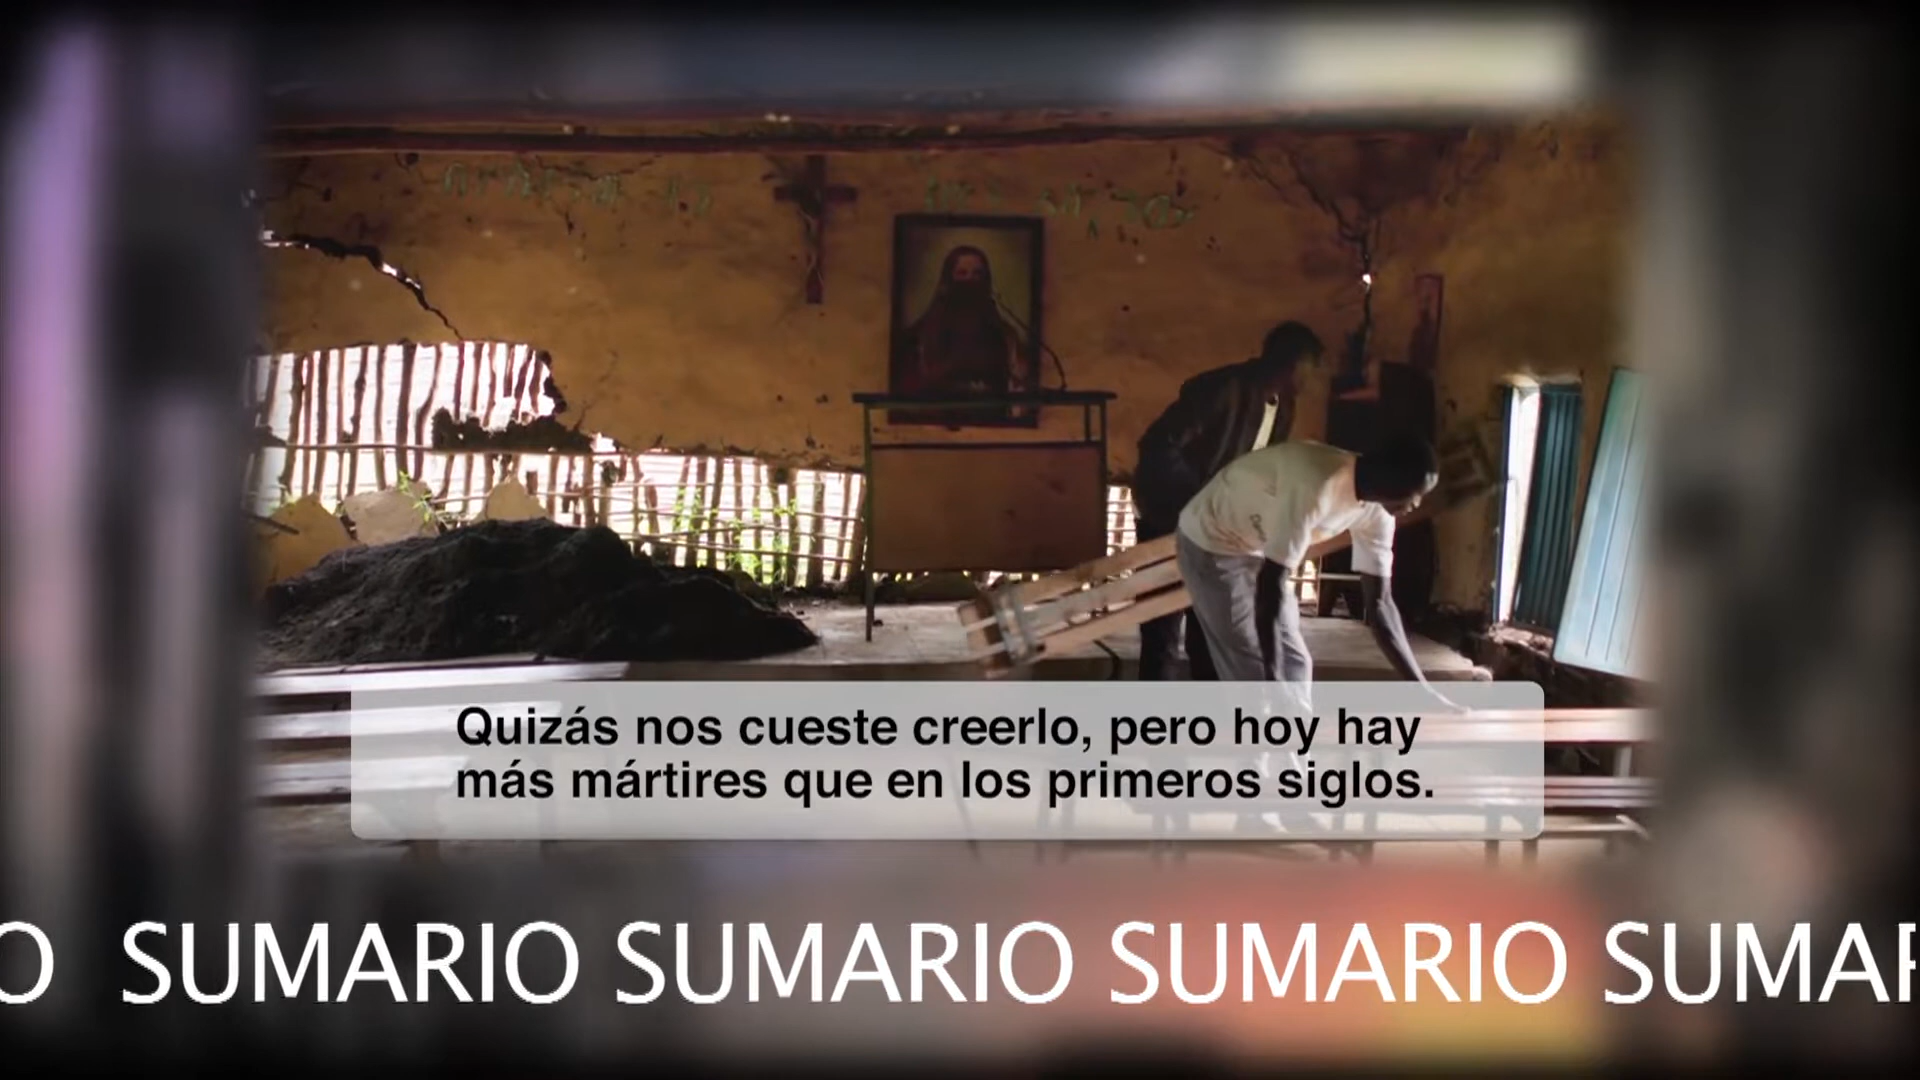 Quizás nos cueste creerlo, pero hoy hay
más mártires que en los primeros siglos.
O SUMARIO SUMARIO SUMARIO SUMAR